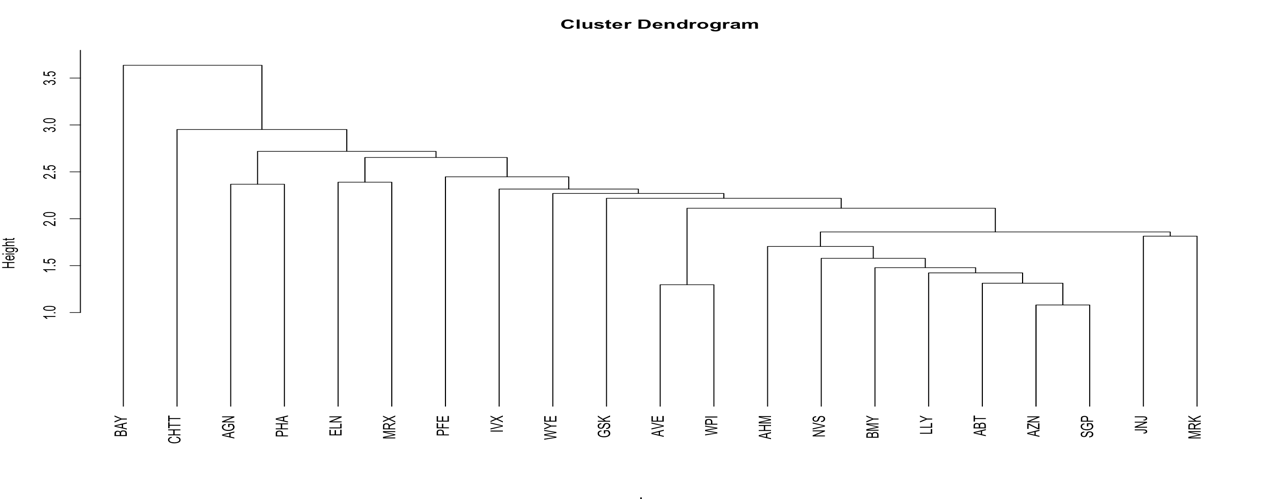 Cluster Dendrogram
Height
3.5
3.0
2.5
2.0
1.5
1.0
BAY CHTT AGN PHA ELN MRX PFE IVX WYE GSK AVE WPI AHM NVS BMY LLY ABT AZN SGP JNJ MRK